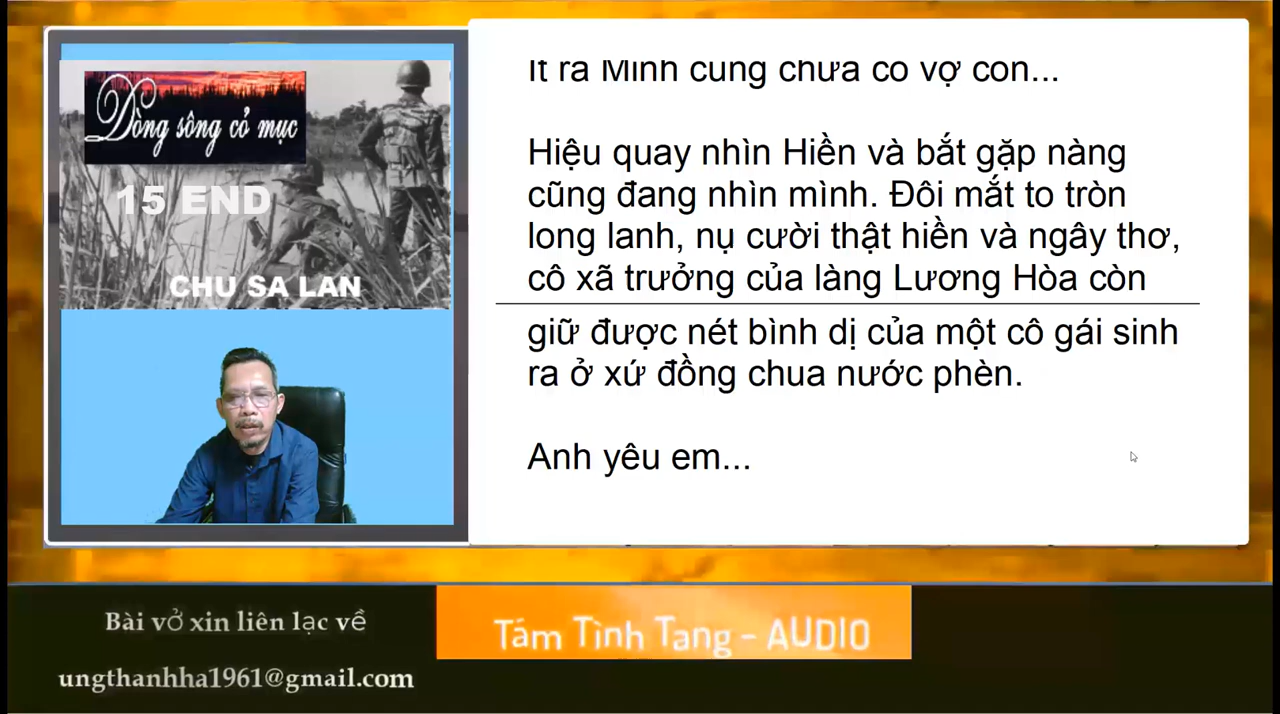 Dòng sông cỏ mục
15 END
CHU SA LAN
Ít ra Minh cũng chưa có vợ con...
Hiệu quay nhìn Hiền và bắt gặp nàng
cũng đang nhìn mình. Đôi mắt to tròn
long lanh, nụ cười thật hiền và ngây thơ,
cô xã trưởng của làng Lương Hòa còn
giữ được nét bình dị của một cô gái sinh
ra ở xứ đồng chua nước phèn.
Anh yêu em...
Bài vở xin liên lạc về
ungthanhha1961@gmail.com
Tám Tình Tang - AUDIO